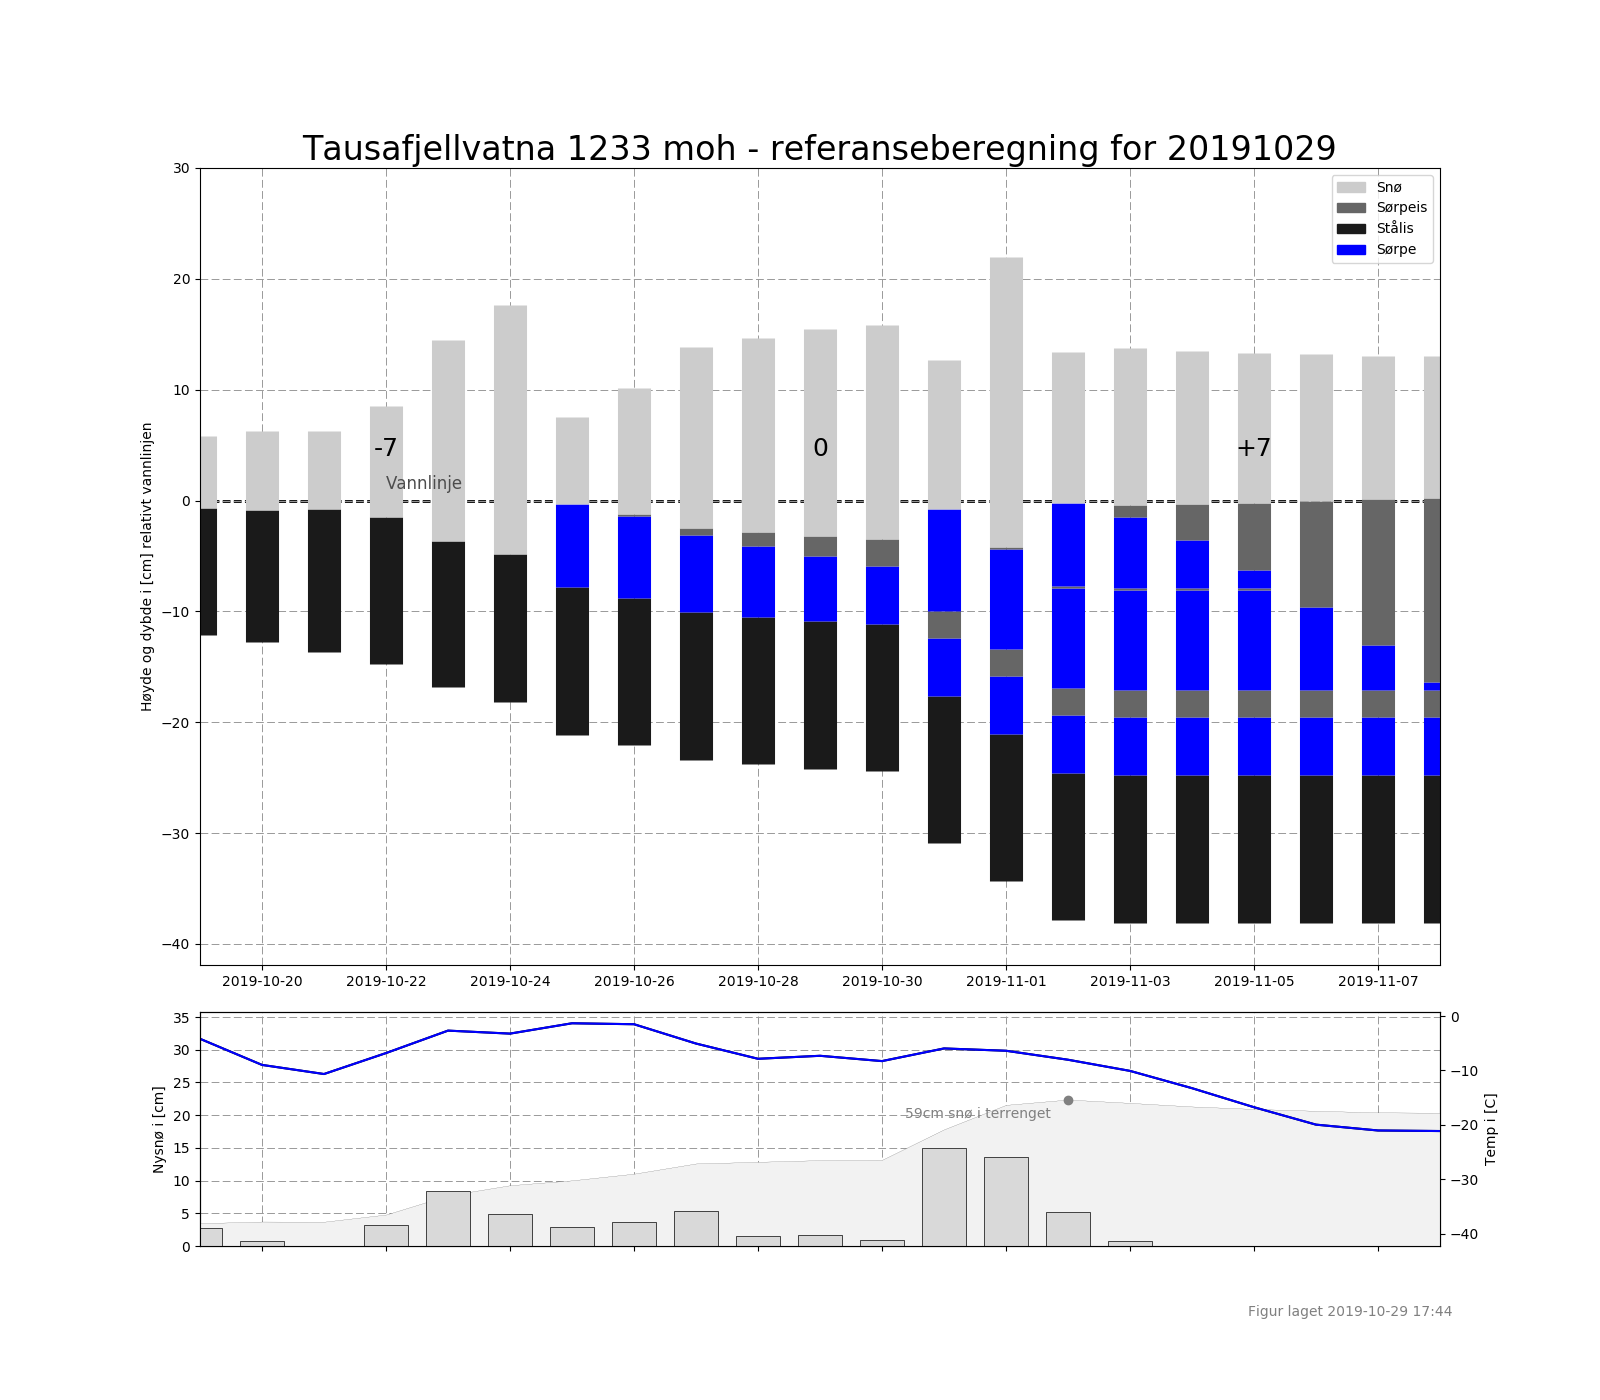 Tausafjellvatna 1233 moh - referanseberegning for 20191029
30
20
10
0
−10
−20
−30
−40
Høyde og dybde i [cm] relativt vannlinjen
Snø
Sørpeis
Stålis
Sørpe
-7
0
+7
Vannlinje
2019-10-20 2019-10-22 2019-10-24 2019-10-26 2019-10-28 2019-10-30 2019-11-01 2019-11-03 2019-11-05 2019-11-07
35
30
25
20
15
10
5
0
Nysnø i [cm]
59cm snø i terrenget
0
−10
−20
−30
−40
Temp i [C]
Figur laget 2019-10-29 17:44